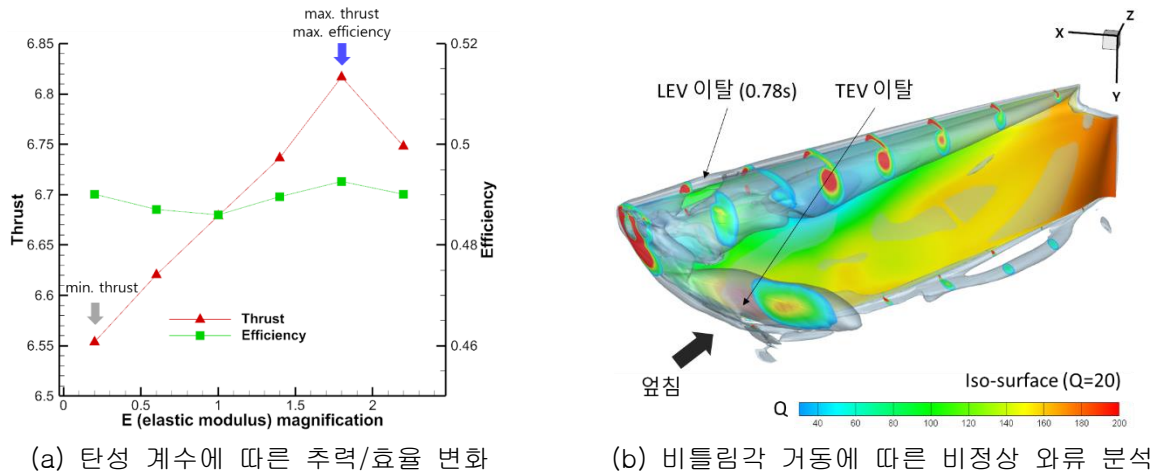 max. thrust
max. efficiency
6.85
6.8
6.75
6.7
6.65
6.6
6.55
6.5
Thrust
0.52
0.5
0.48
0.46
Efficiency
min. thrust
Thrust
Efficiency
0
0.5
1
1.5
2
E (elastic modulus) magnification
(a) 탄성 계수에 따른 추력/효율 변화
X
Z
Y
LEV 이탈 (0.78s)
TEV 이탈
엎침
Iso-surface (Q=20)
Q
40 60 80 100 120 140 160 180 200
(b) 비틀림각 거동에 따른 비정상 와류 분석